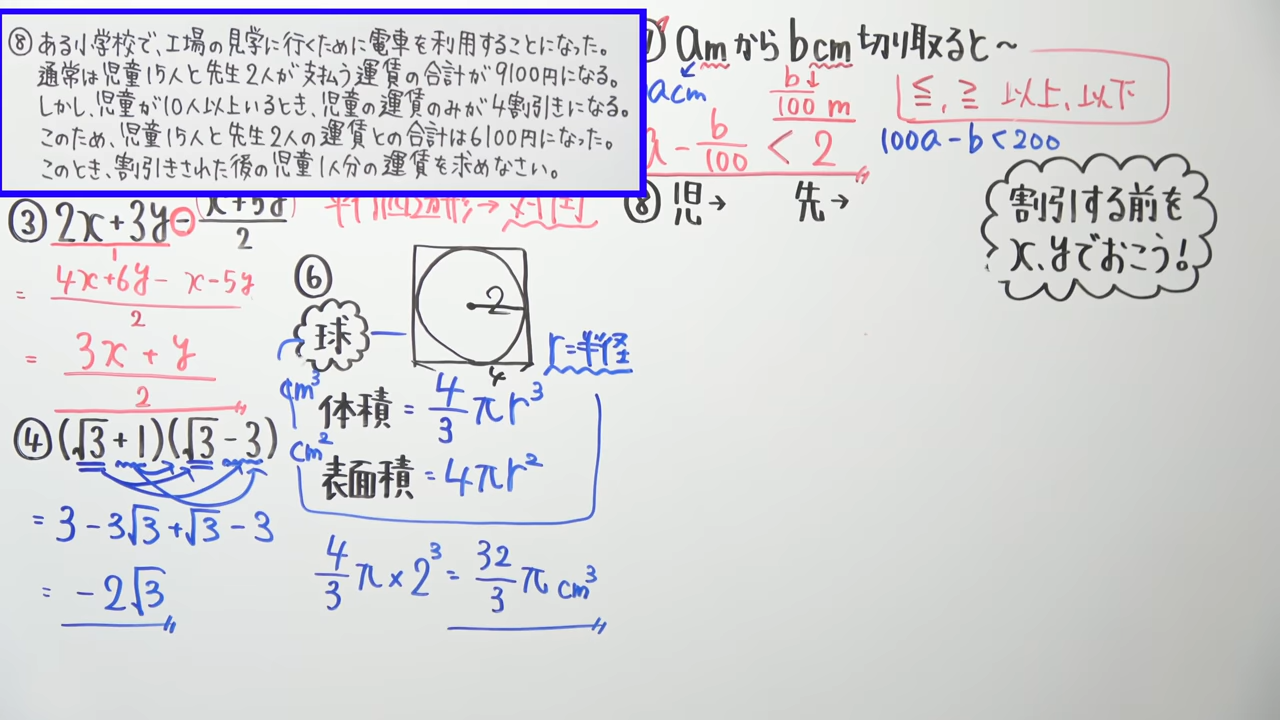 ⑧ ある小学校で、工場の見学に行くために電車を利用することになった。
通常は児童15人と先生2人が支払う運賃の合計が9100円になる。
しかし、児童が10人以上いるとき、児童の運賃のみが4割引きになる。
このため、児童15人と先生2人の運賃との合計は6100円になった。
このとき、割引きされた後の児童1人分の運賃を求めなさい。
am から bcm 切り取ると～
acm
b/100 m
≦, ≧ 以上、以下
- b/100 < 2
100a - b < 200
⑧ 児→ 先→
割引する前を
x、yでおこう!
③ 2x+3y - (x+5y)/2
= (4x+6y - x-5y)/2
= (3x + y)/2
④ (√3+1)(√3-3)
= 3 - 3√3 + √3 - 3
= -2√3
⑥
2
4
球
r=半径
cm³
体積 = 4/3 πr³
cm²
表面積 = 4πr²
4/3 π × 2³ = 32/3 π cm³